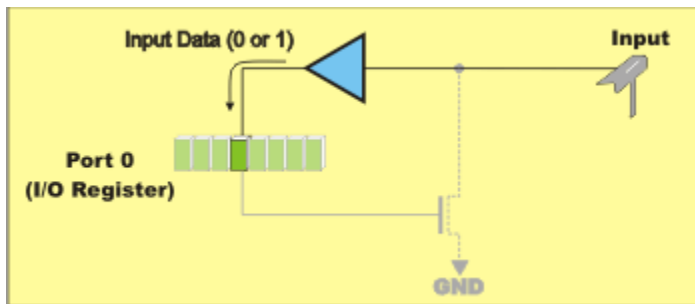 Input Data (0 or 1)
Input
Port 0
(I/O Register)
GND